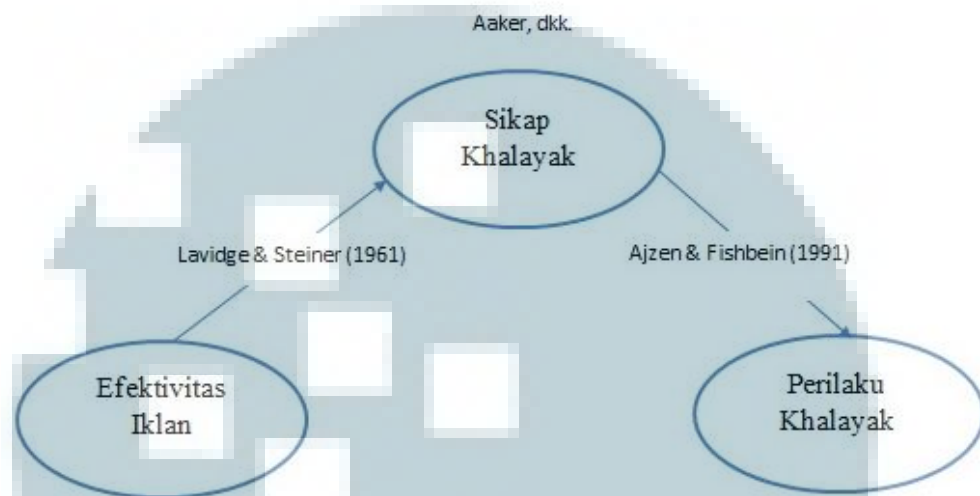 Aaker, dkk.
Sikap
Khalayak
Lavidge & Steiner (1961)
Ajzen & Fishbein (1991)
Efektivitas
Iklan
Perilaku
Khalayak